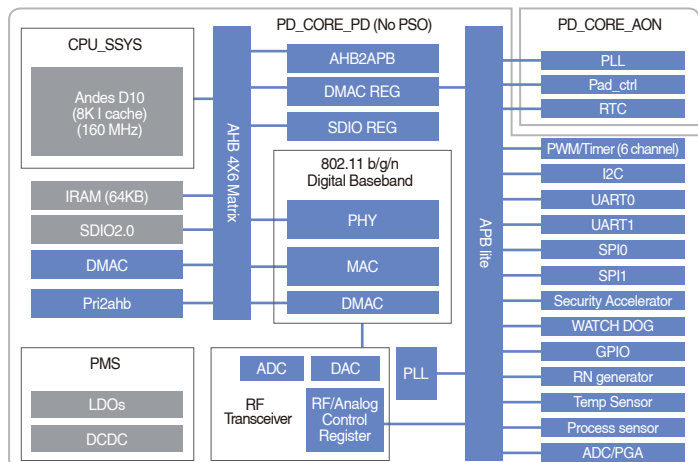 PD_CORE_PD (No PSO)
PD_CORE_AON
CPU_SSYS
Andes D10
(8K I cache)
(160 MHz)
IRAM (64KB)
SDIO2.0
DMAC
Pri2ahb
PMS
LDOs
DCDC
AHB 4X6 Matrix
AHB2APB
DMAC REG
SDIO REG
802.11 b/g/n
Digital Baseband
PHY
MAC
DMAC
ADC
DAC
RF
Transceiver
RF/Analog
Control
Register
PLL
APB lite
PLL
Pad_ctrl
RTC
PWM/Timer (6 channel)
I2C
UART0
UART1
SPI0
SPI1
Security Accelerator
WATCH DOG
GPIO
RN generator
Temp Sensor
Process sensor
ADC/PGA